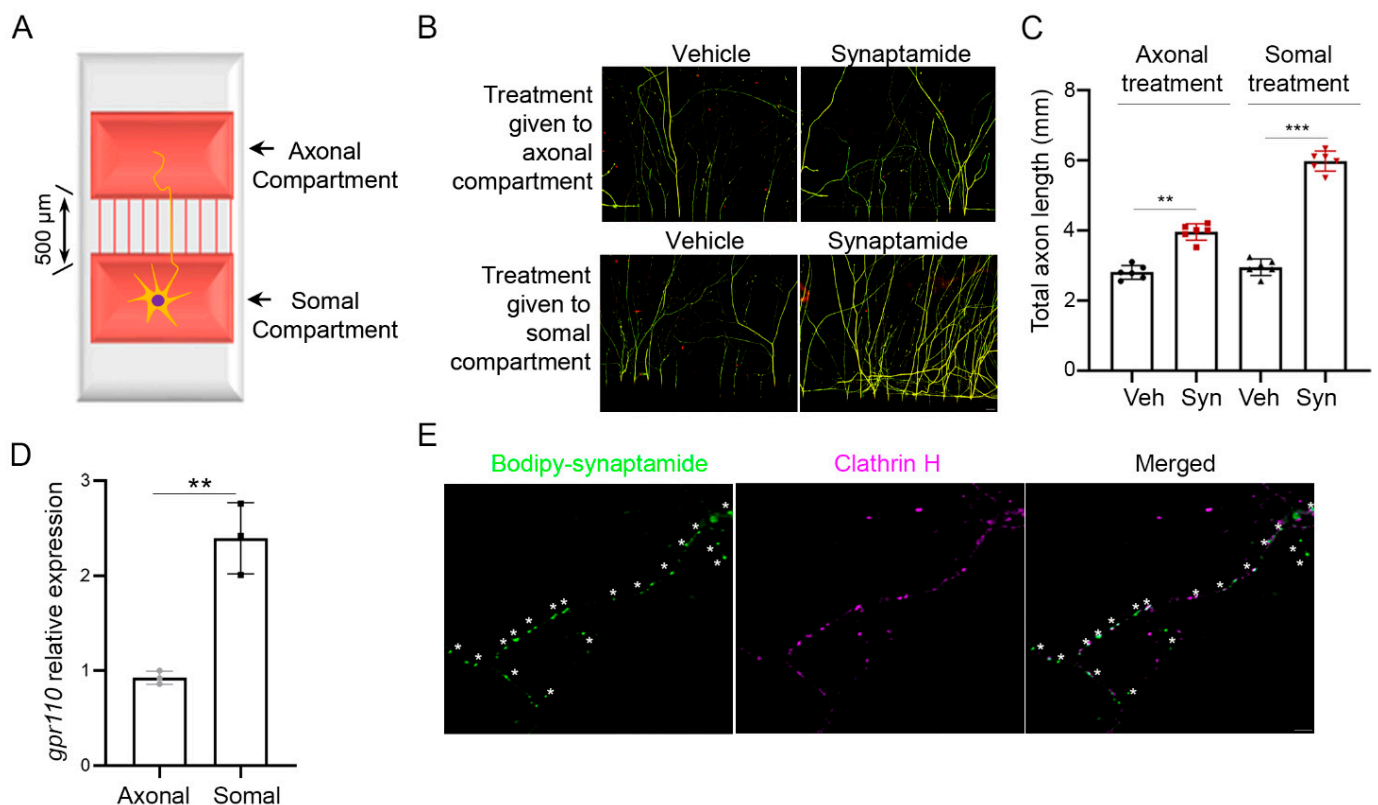 A
500 µm
Axonal
Compartment
Somal
Compartment
B
Vehicle Synaptamide
Treatment
given to
axonal
compartment
Vehicle Synaptamide
Treatment
given to
somal
compartment
C
Axonal Somal
treatment treatment
Total axon length (mm)
8
6
4
2
0
**
***
Veh Syn Veh Syn
D
gpr110 relative expression
3
2
1
0
**
Axonal Somal
E
Bodipy-synaptamide Clathrin H Merged